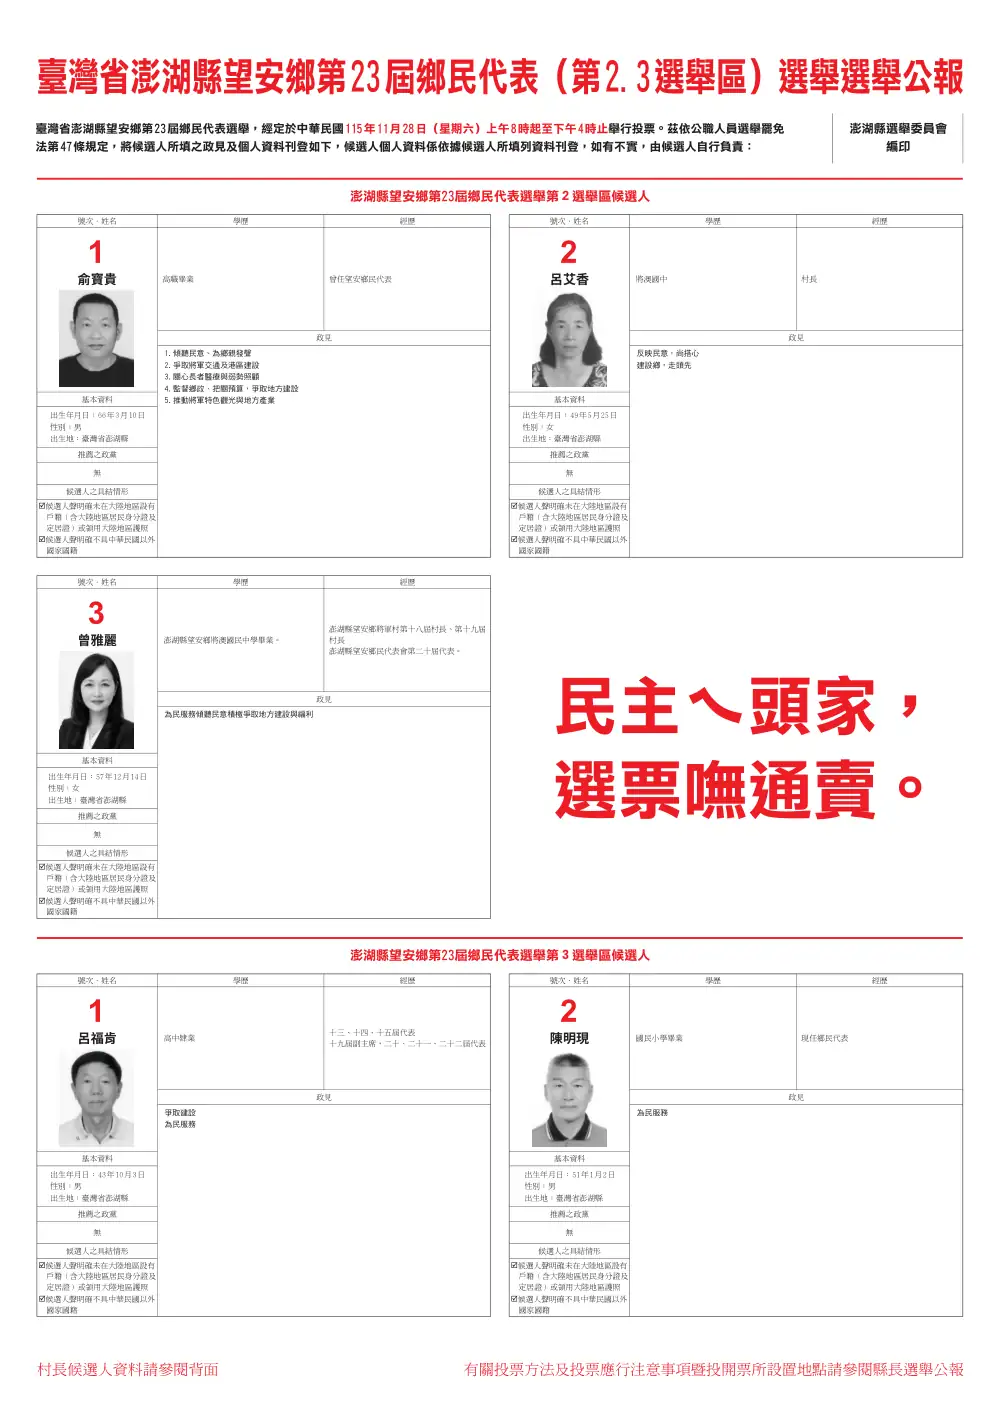 臺灣省澎湖縣望安鄉第23屆鄉民代表（第2.3選舉區）選舉選舉公報
臺灣省澎湖縣望安鄉第23屆鄉民代表選舉，經定於中華民國115年11月28日（星期六）上午8時起至下午4時止舉行投票。茲依公職人員選舉罷免
法第47條規定，將候選人所填之政見及個人資料刊登如下，候選人個人資料係依據候選人所填列資料刊登，如有不實，由候選人自行負責：
澎湖縣選舉委員會
編印
澎湖縣望安鄉第23屆鄉民代表選舉第2選舉區候選人
號次．姓名
學歷
經歷
1
俞寶貴
高職畢業
曾任望安鄉民代表
政見
1. 傾聽民意、為鄉親發聲
2. 爭取將軍交通及港區建設
3. 關心長者醫療與弱勢照顧
4. 監督鄉政．把關預算，爭取地方建設
5. 推動將軍特色觀光與地方產業
基本資料
出生年月日：66年3月10日
性別：男
出生地：臺灣省澎湖縣
推薦之政黨
無
候選人之具結情形
☑候選人聲明確未在大陸地區設有
戶籍（含大陸地區居民身分證及
定居證）或領用大陸地區護照
☑候選人聲明確不具中華民國以外
國家國籍
號次．姓名
學歷
經歷
2
呂艾香
將澳國中
村長
政見
反映民意，尚搭心
建設鄉，走頭先
基本資料
出生年月日：49年5月25日
性別：女
出生地：臺灣省澎湖縣
推薦之政黨
無
候選人之具結情形
☑候選人聲明確未在大陸地區設有
戶籍（含大陸地區居民身分證及
定居證）或領用大陸地區護照
☑候選人聲明確不具中華民國以外
國家國籍
號次．姓名
學歷
經歷
3
曾雅麗
澎湖縣望安鄉將澳國民中學畢業。
澎湖縣望安鄉將軍村第十八屆村長、第十九屆
村長
澎湖縣望安鄉民代表會第二十屆代表。
政見
為民服務傾聽民意積極爭取地方建設與福利
基本資料
出生年月日：57年12月14日
性別：女
出生地：臺灣省澎湖縣
推薦之政黨
無
候選人之具結情形
☑候選人聲明確未在大陸地區設有
戶籍（含大陸地區居民身分證及
定居證）或領用大陸地區護照
☑候選人聲明確不具中華民國以外
國家國籍
民主ㄟ頭家，
選票嘸通賣。
澎湖縣望安鄉第23屆鄉民代表選舉第3選舉區候選人
號次．姓名
學歷
經歷
1
呂福肯
高中肄業
十三、十四、十五屆代表
十九屆副主席，二十、二十一、二十二屆代表
政見
爭取建設
為民服務
基本資料
出生年月日：43年10月3日
性別：男
出生地：臺灣省澎湖縣
推薦之政黨
無
候選人之具結情形
☑候選人聲明確未在大陸地區設有
戶籍（含大陸地區居民身分證及
定居證）或領用大陸地區護照
☑候選人聲明確不具中華民國以外
國家國籍
號次．姓名
學歷
經歷
2
陳明現
國民小學畢業
現任鄉民代表
政見
為民服務
基本資料
出生年月日：51年1月2日
性別：男
出生地：臺灣省澎湖縣
推薦之政黨
無
候選人之具結情形
☑候選人聲明確未在大陸地區設有
戶籍（含大陸地區居民身分證及
定居證）或領用大陸地區護照
☑候選人聲明確不具中華民國以外
國家國籍
村長候選人資料請參閱背面
有關投票方法及投票應行注意事項暨投開票所設置地點請參閱縣長選舉公報